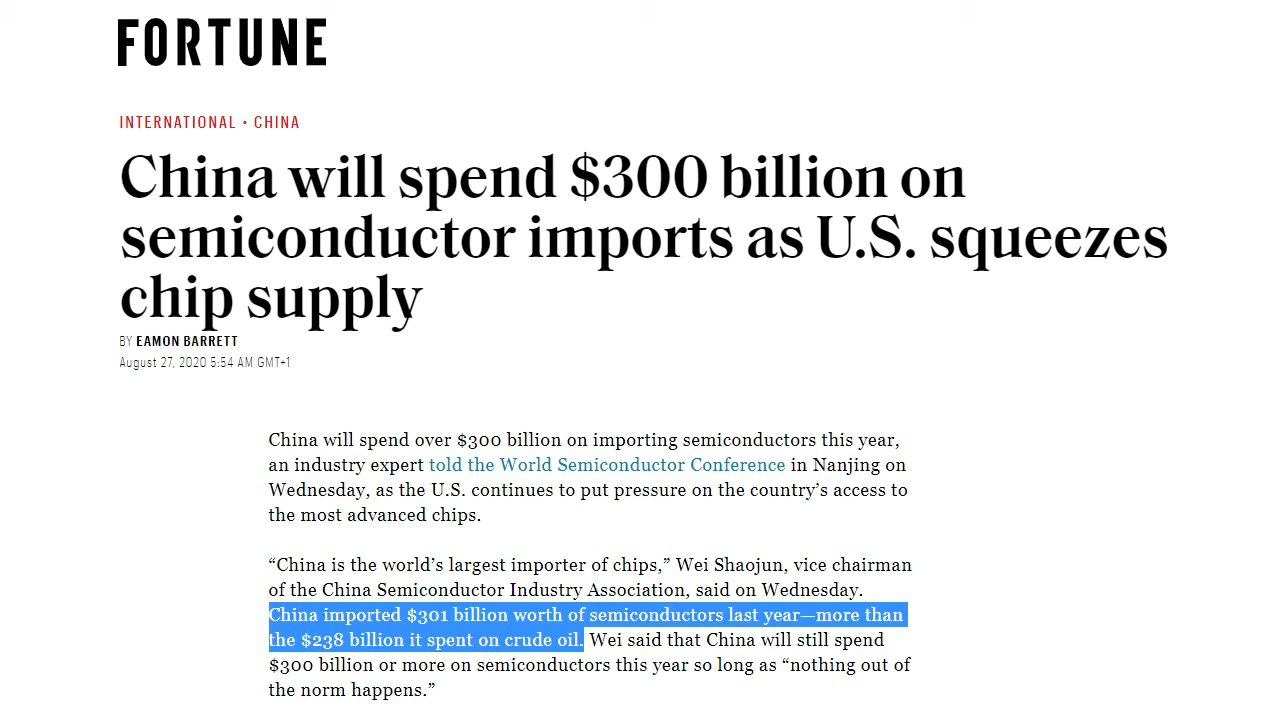 FORTUNE
INTERNATIONAL • CHINA
China will spend $300 billion on
semiconductor imports as U.S. squeezes
chip supply
BY EAMON BARRETT
August 27, 2020 5:54 AM GMT+1
China will spend over $300 billion on importing semiconductors this year,
an industry expert told the World Semiconductor Conference in Nanjing on
Wednesday, as the U.S. continues to put pressure on the country’s access to
the most advanced chips.
“China is the world’s largest importer of chips,” Wei Shaojun, vice chairman
of the China Semiconductor Industry Association, said on Wednesday.
China imported $301 billion worth of semiconductors last year—more than
the $238 billion it spent on crude oil. Wei said that China will still spend
$300 billion or more on semiconductors this year so long as “nothing out of
the norm happens.”